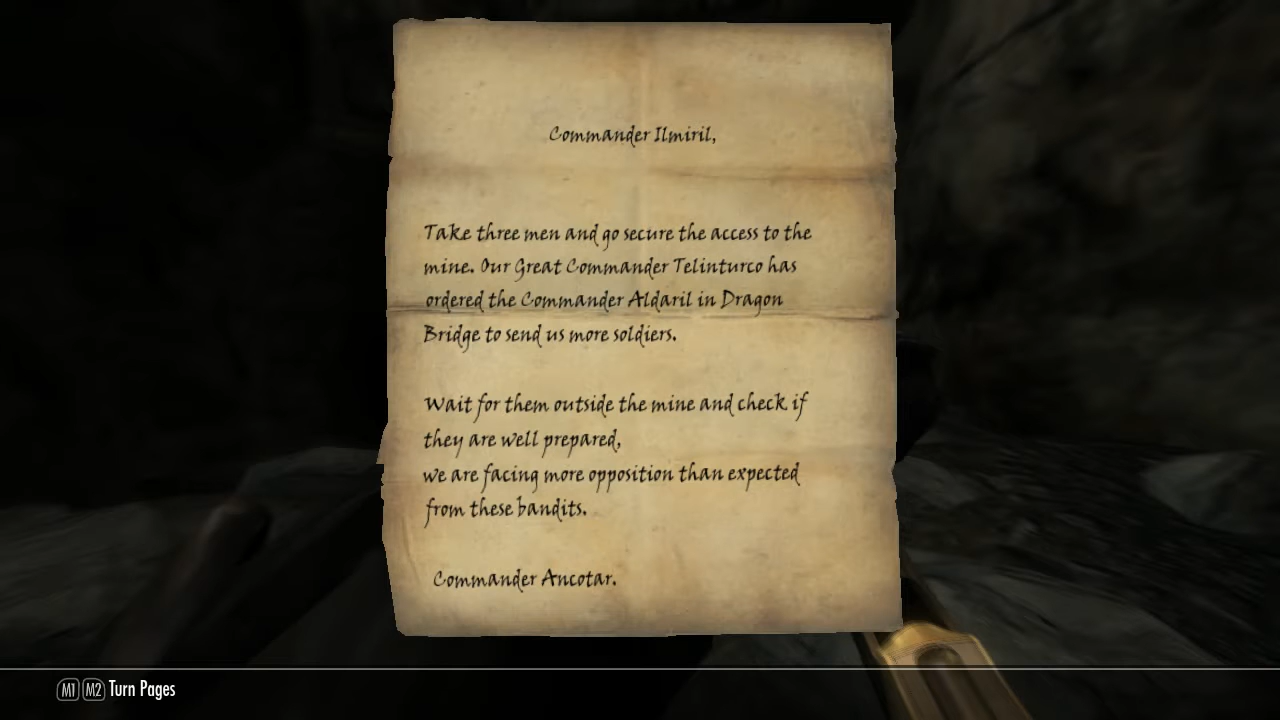 Commander Ilmiril,
Take three men and go secure the access to the
mine. Our Great Commander Telinturco has
ordered the Commander Aldaril in Dragon
Bridge to send us more soldiers.
Wait for them outside the mine and check if
they are well prepared,
we are facing more opposition than expected
from these bandits.
Commander Ancotar.
M1 M2 Turn Pages